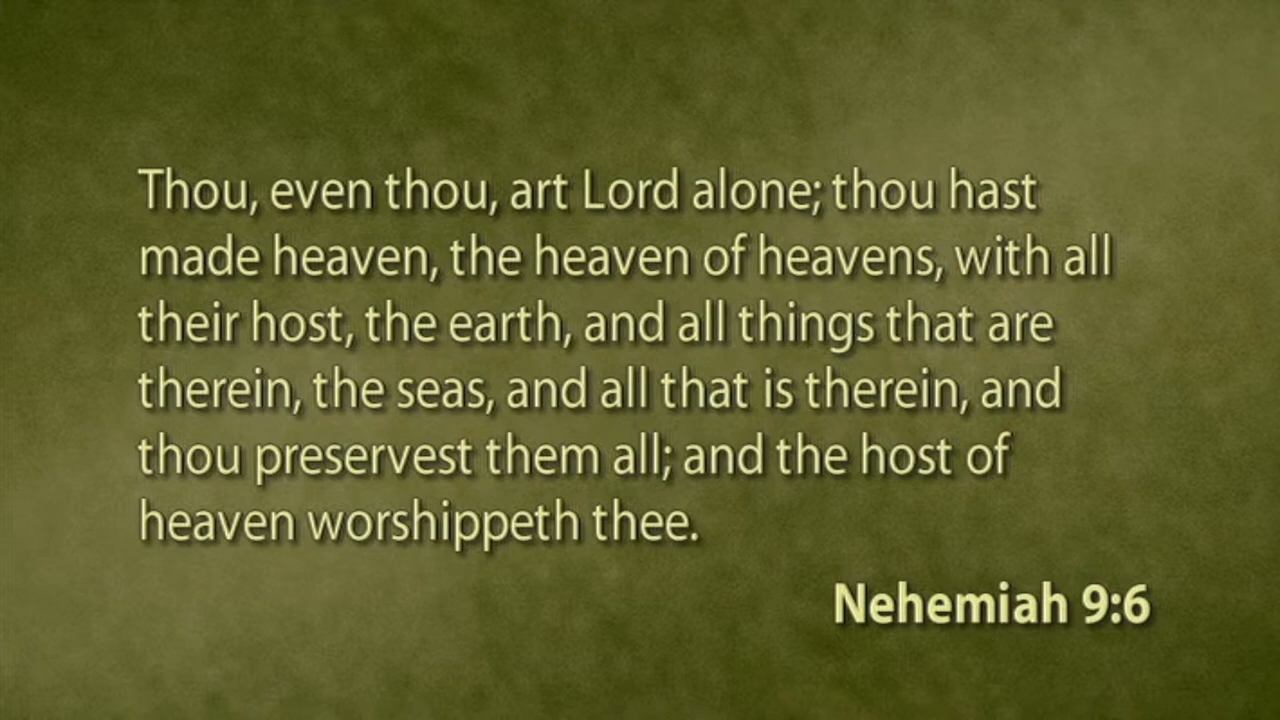 Thou, even thou, art Lord alone; thou hast
made heaven, the heaven of heavens, with all
their host, the earth, and all things that are
therein, the seas, and all that is therein, and
thou preservest them all; and the host of
heaven worshippeth thee.
Nehemiah 9:6